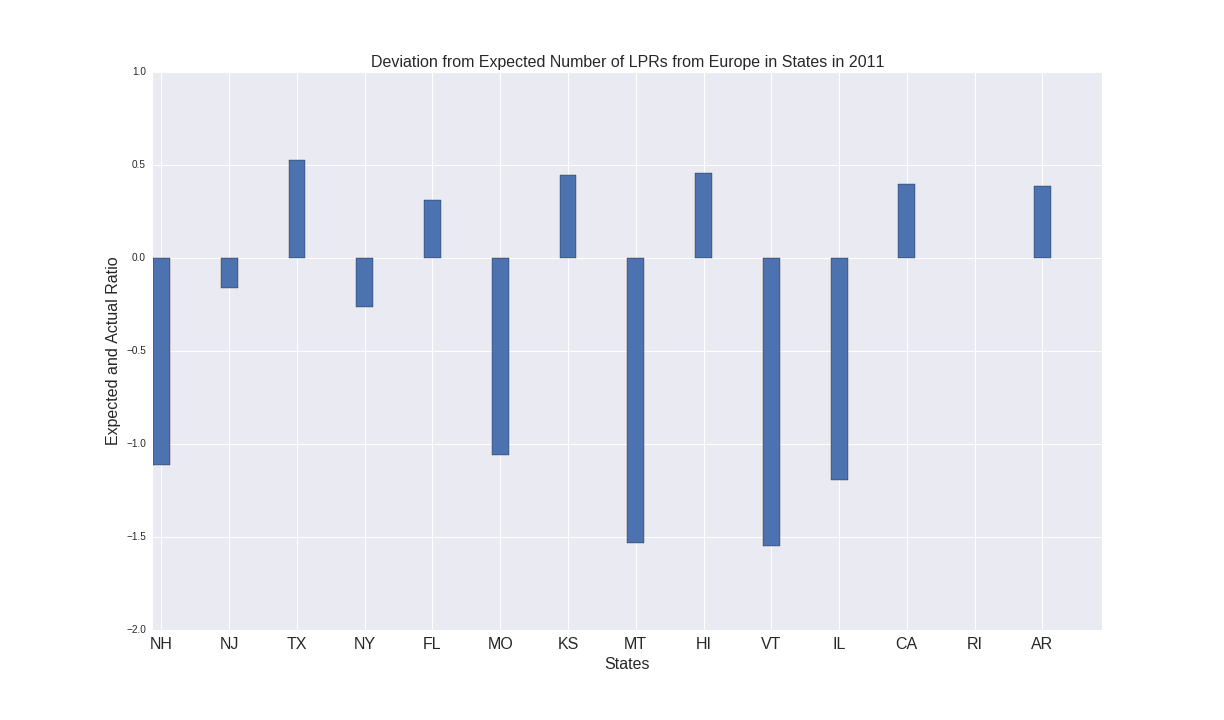 Deviation from Expected Number of LPRs from Europe in States in 2011
1.0
0.5
0.0
−0.5
−1.0
−1.5
−2.0
Expected and Actual Ratio
NH NJ TX NY FL MO KS MT HI VT IL CA RI AR
States